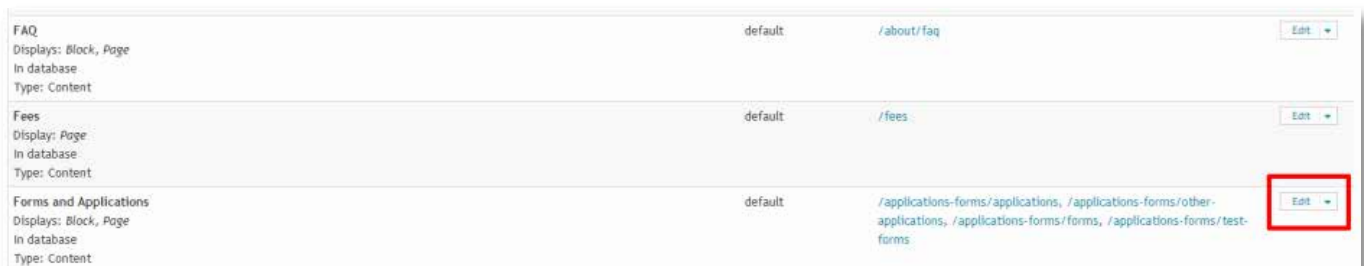 FAQ default /about/faq Edit
Displays: Block, Page
In database
Type: Content
Fees default /fees Edit
Display: Page
In database
Type: Content
Forms and Applications default /applications-forms/applications, /applications-forms/other- Edit
Displays: Block, Page applications, /applications-forms/forms, /applications-forms/test-
In database forms
Type: Content